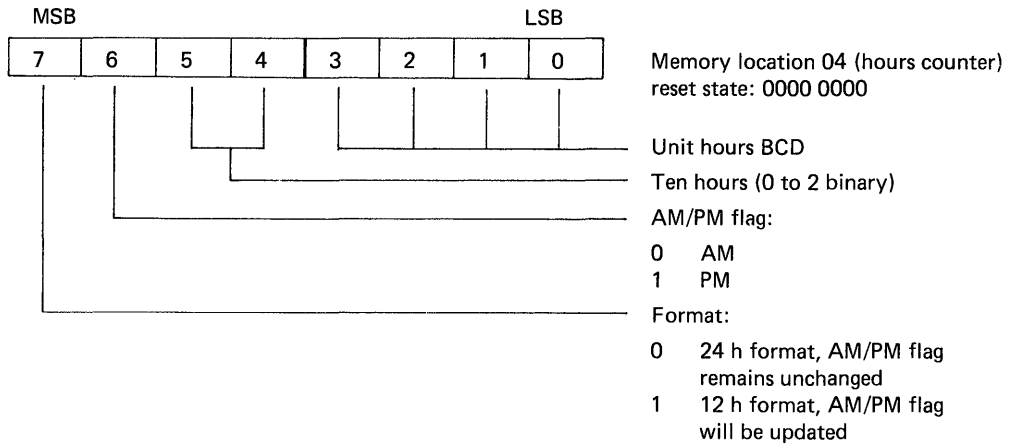 MSB LSB
7 6 5 4 3 2 1 0
Memory location 04 (hours counter)
reset state: 0000 0000
Unit hours BCD
Ten hours (0 to 2 binary)
AM/PM flag:
0 AM
1 PM
Format:
0 24 h format, AM/PM flag
remains unchanged
1 12 h format, AM/PM flag
will be updated